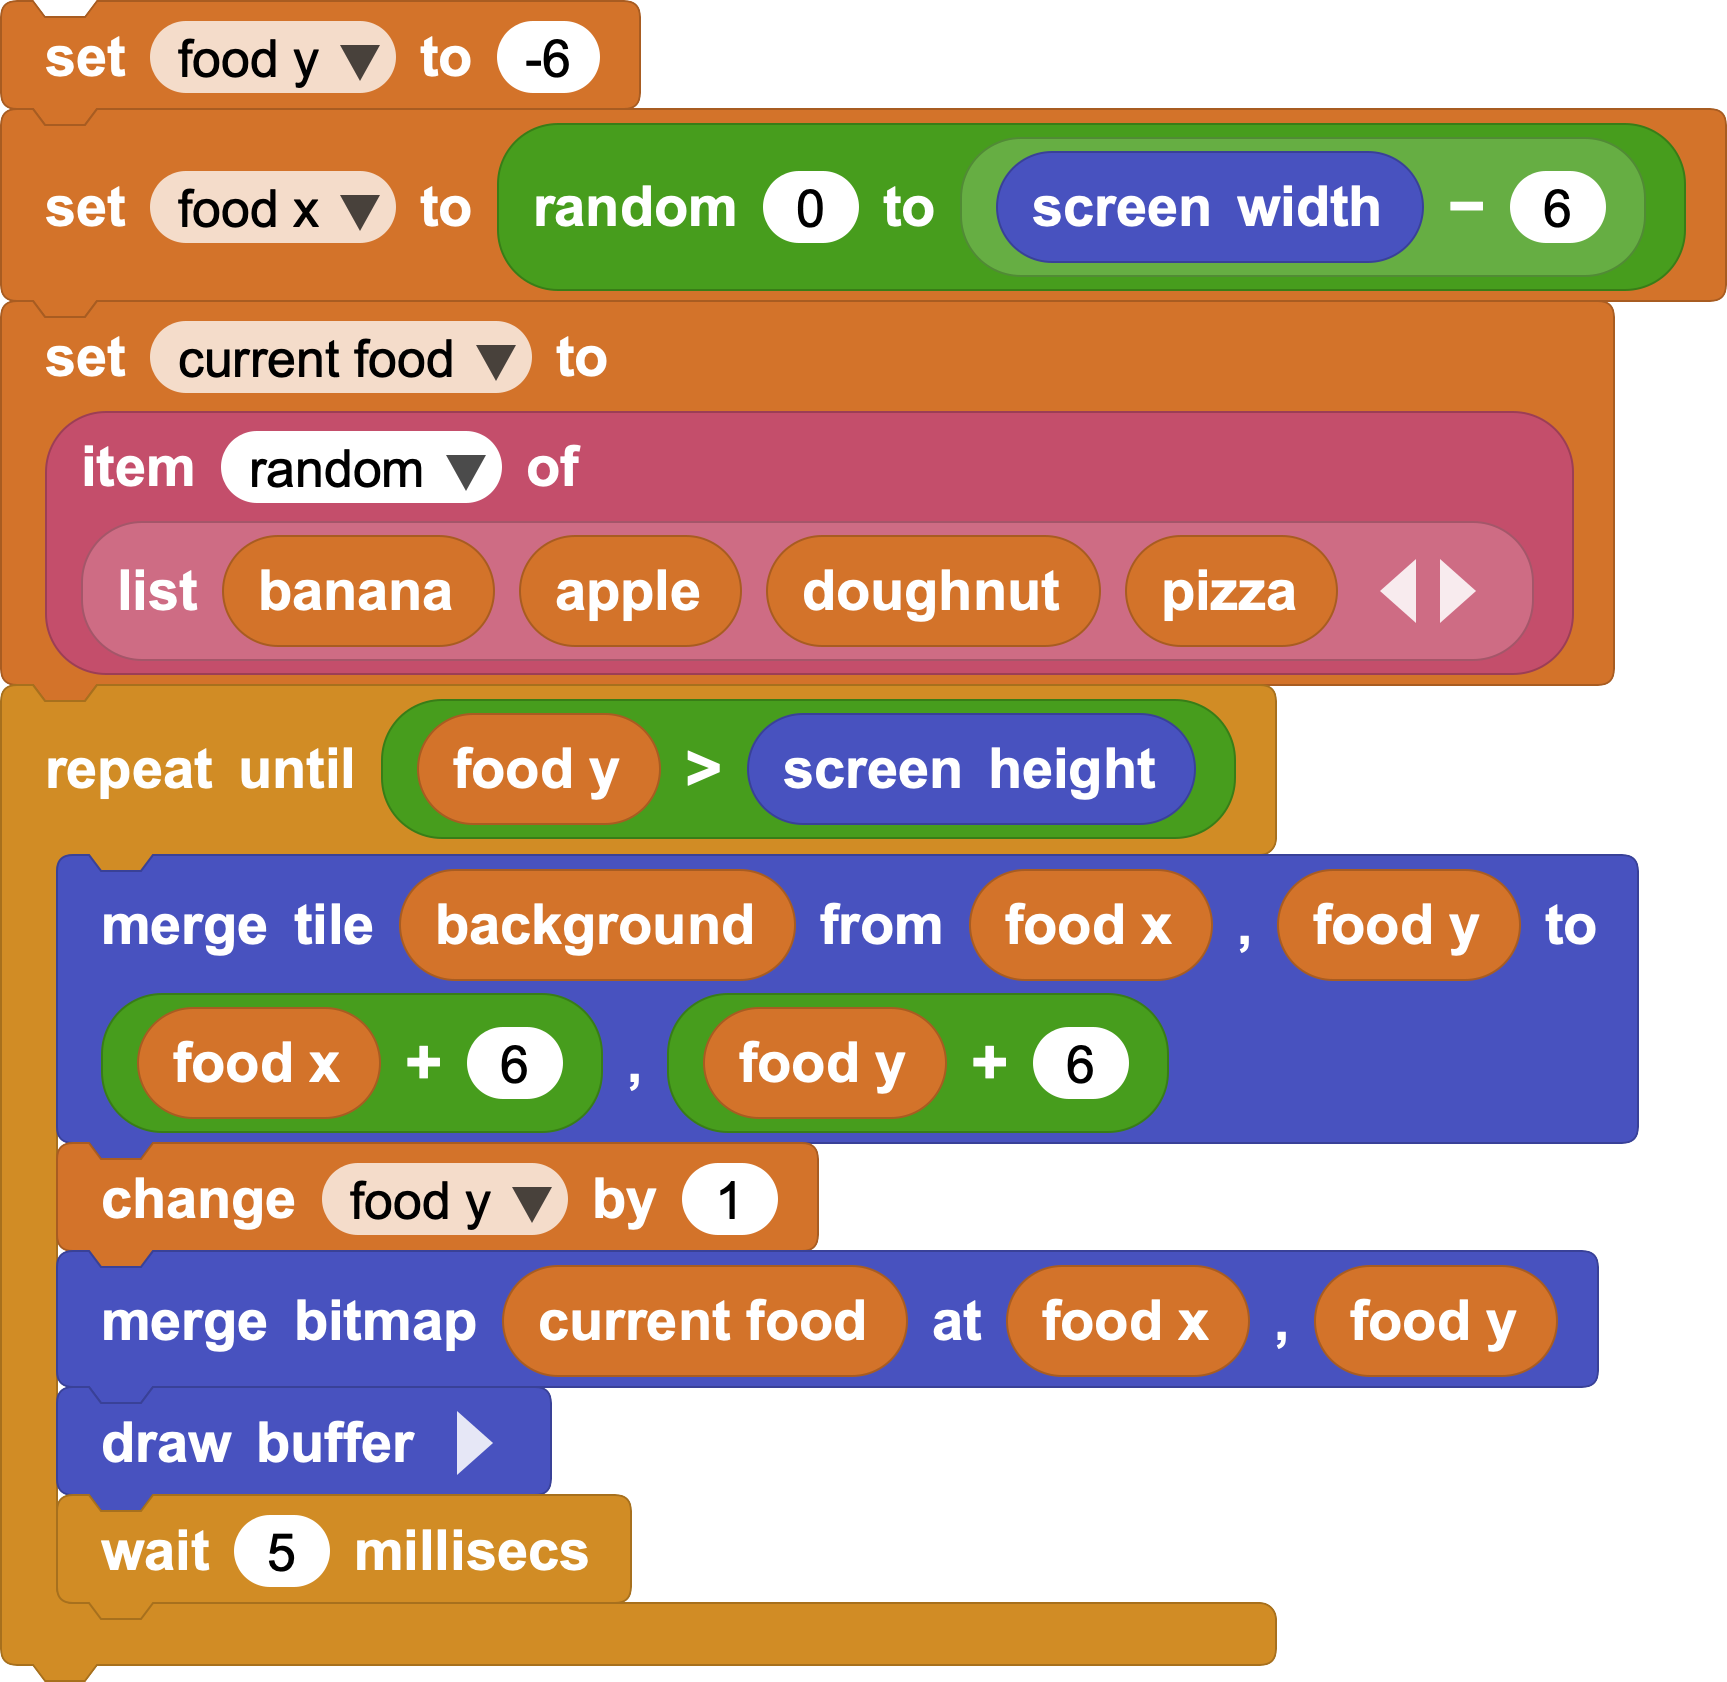 set food y to -6
set food x to random 0 to screen width - 6
set current food to
item random of
list banana apple doughnut pizza
repeat until food y > screen height
merge tile background from food x , food y to
food x + 6 , food y + 6
change food y by 1
merge bitmap current food at food x , food y
draw buffer
wait 5 millisecs